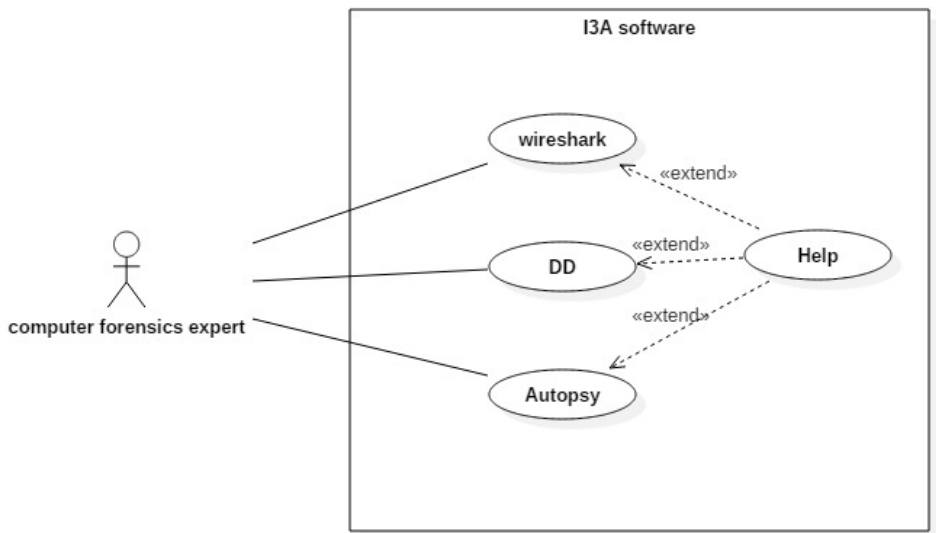 I3A software
wireshark
«extend»
«extend»
Help
DD
«extend»
computer forensics expert
Autopsy